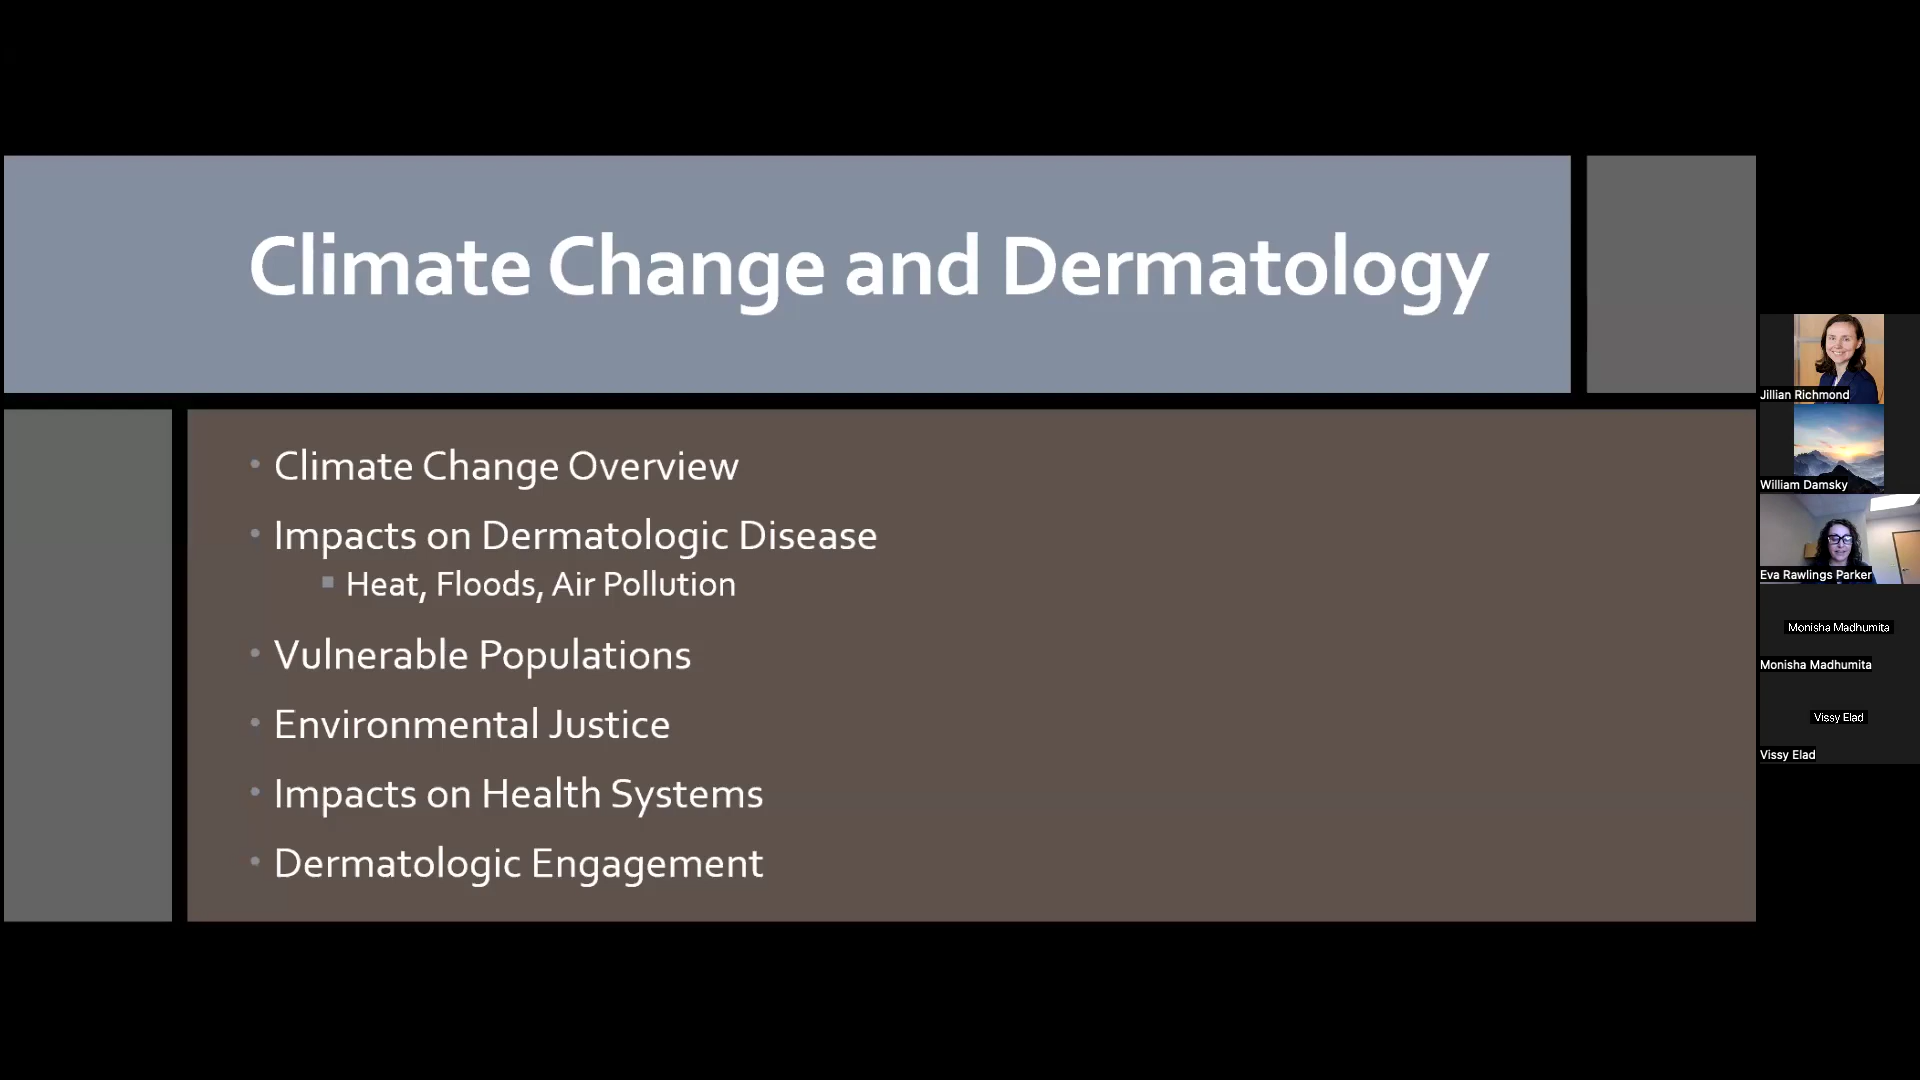 Climate Change and Dermatology
• Climate Change Overview
• Impacts on Dermatologic Disease
▪ Heat, Floods, Air Pollution
• Vulnerable Populations
• Environmental Justice
• Impacts on Health Systems
• Dermatologic Engagement
Jillian Richmond
William Damsky
Eva Rawlings Parker
Monisha Madhumita
Monisha Madhumita
Vissy Elad
Vissy Elad